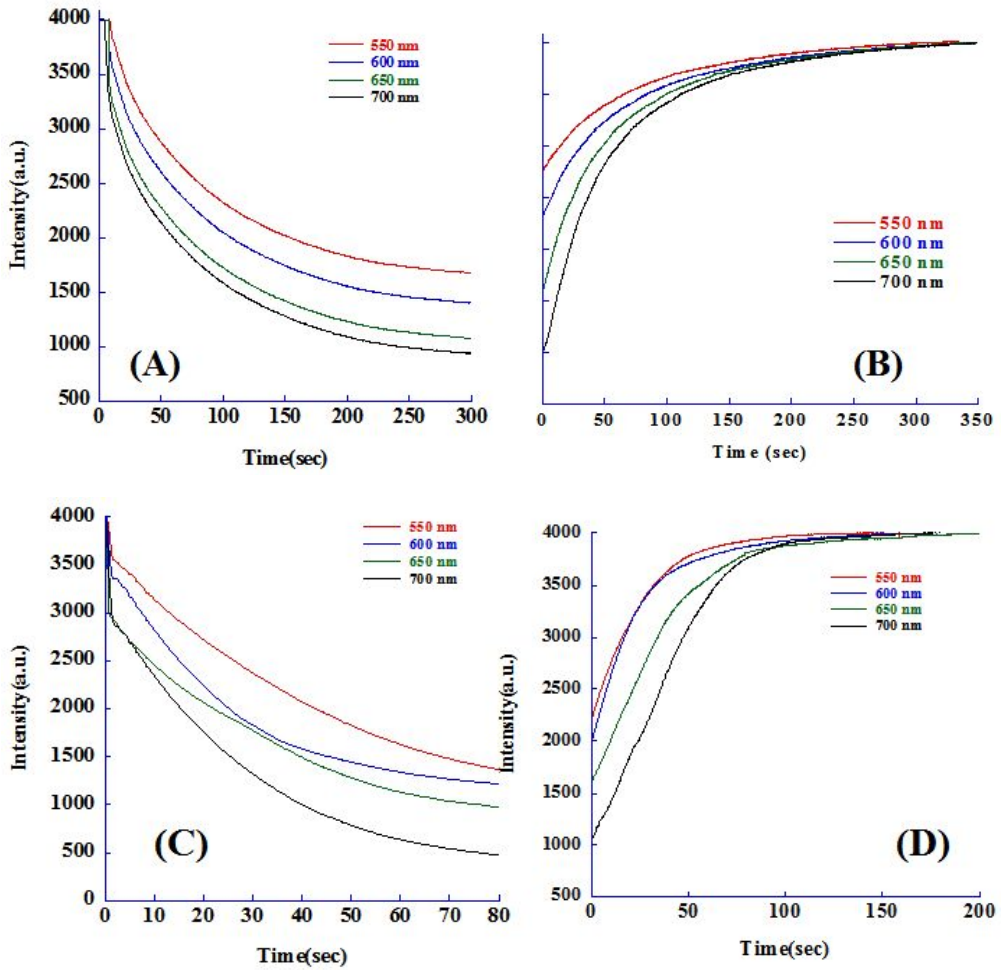 4000
3500
3000
2500
2000
1500
1000
500
Intensity(a.u.)
550 nm
600 nm
650 nm
700 nm
(A)
0
50
100
150
200
250
300
Time(sec)
550 nm
600 nm
650 nm
700 nm
(B)
0
50
100
150
200
250
300
350
Time (sec)
4000
3500
3000
2500
2000
1500
1000
500
0
Intensity(a.u.)
550 nm
600 nm
650 nm
700 nm
(C)
0
10
20
30
40
50
60
70
80
Time(sec)
4000
3500
3000
2500
2000
1500
1000
500
Intensity(a.u.)
550 nm
600 nm
650 nm
700 nm
(D)
0
50
100
150
200
Time(sec)